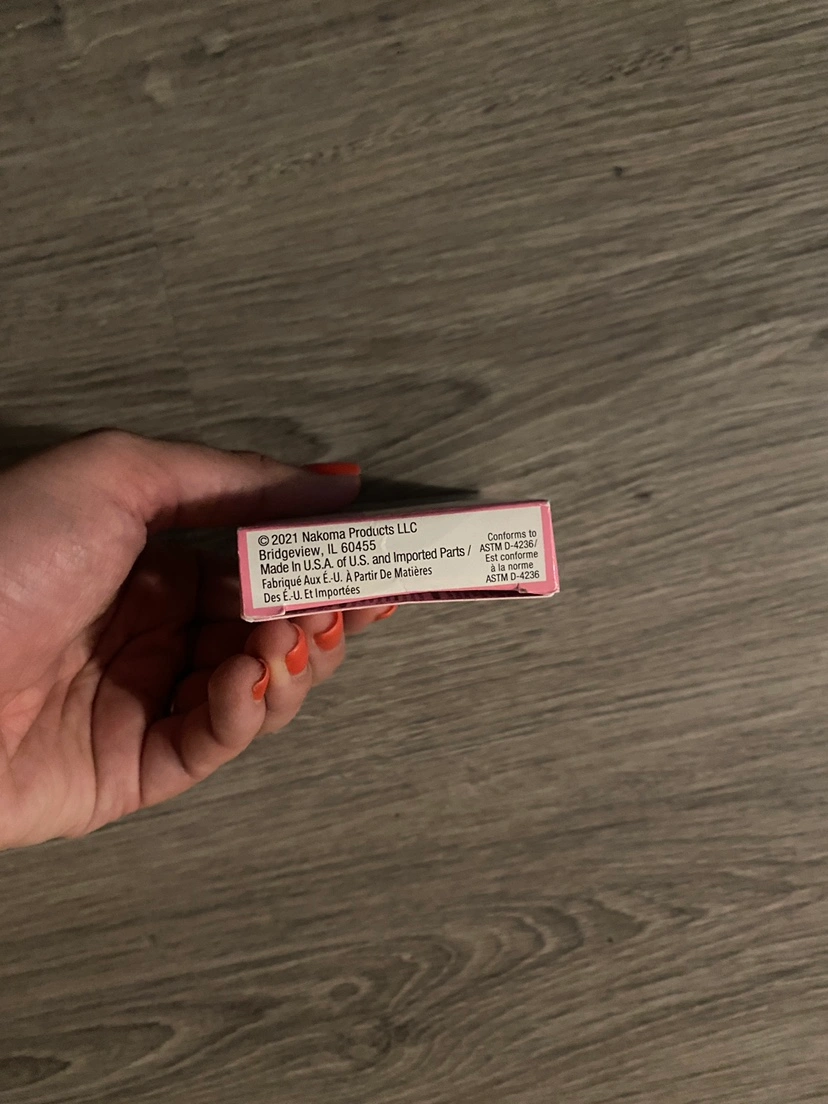 © 2021 Nakoma Products LLC
Bridgeview, IL 60455
Made In U.S.A. of U.S. and Imported Parts /
Fabriqué Aux É.-U. À Partir De Matières
Des É.-U. Et Importées
Conforms to
ASTM D-4236/
Est conforme
à la norme
ASTM D-4236